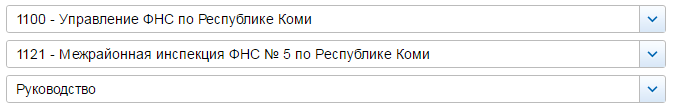 1100 - Управление ФНС по Республике Коми
1121 - Межрайонная инспекция ФНС № 5 по Республике Коми
Руководство